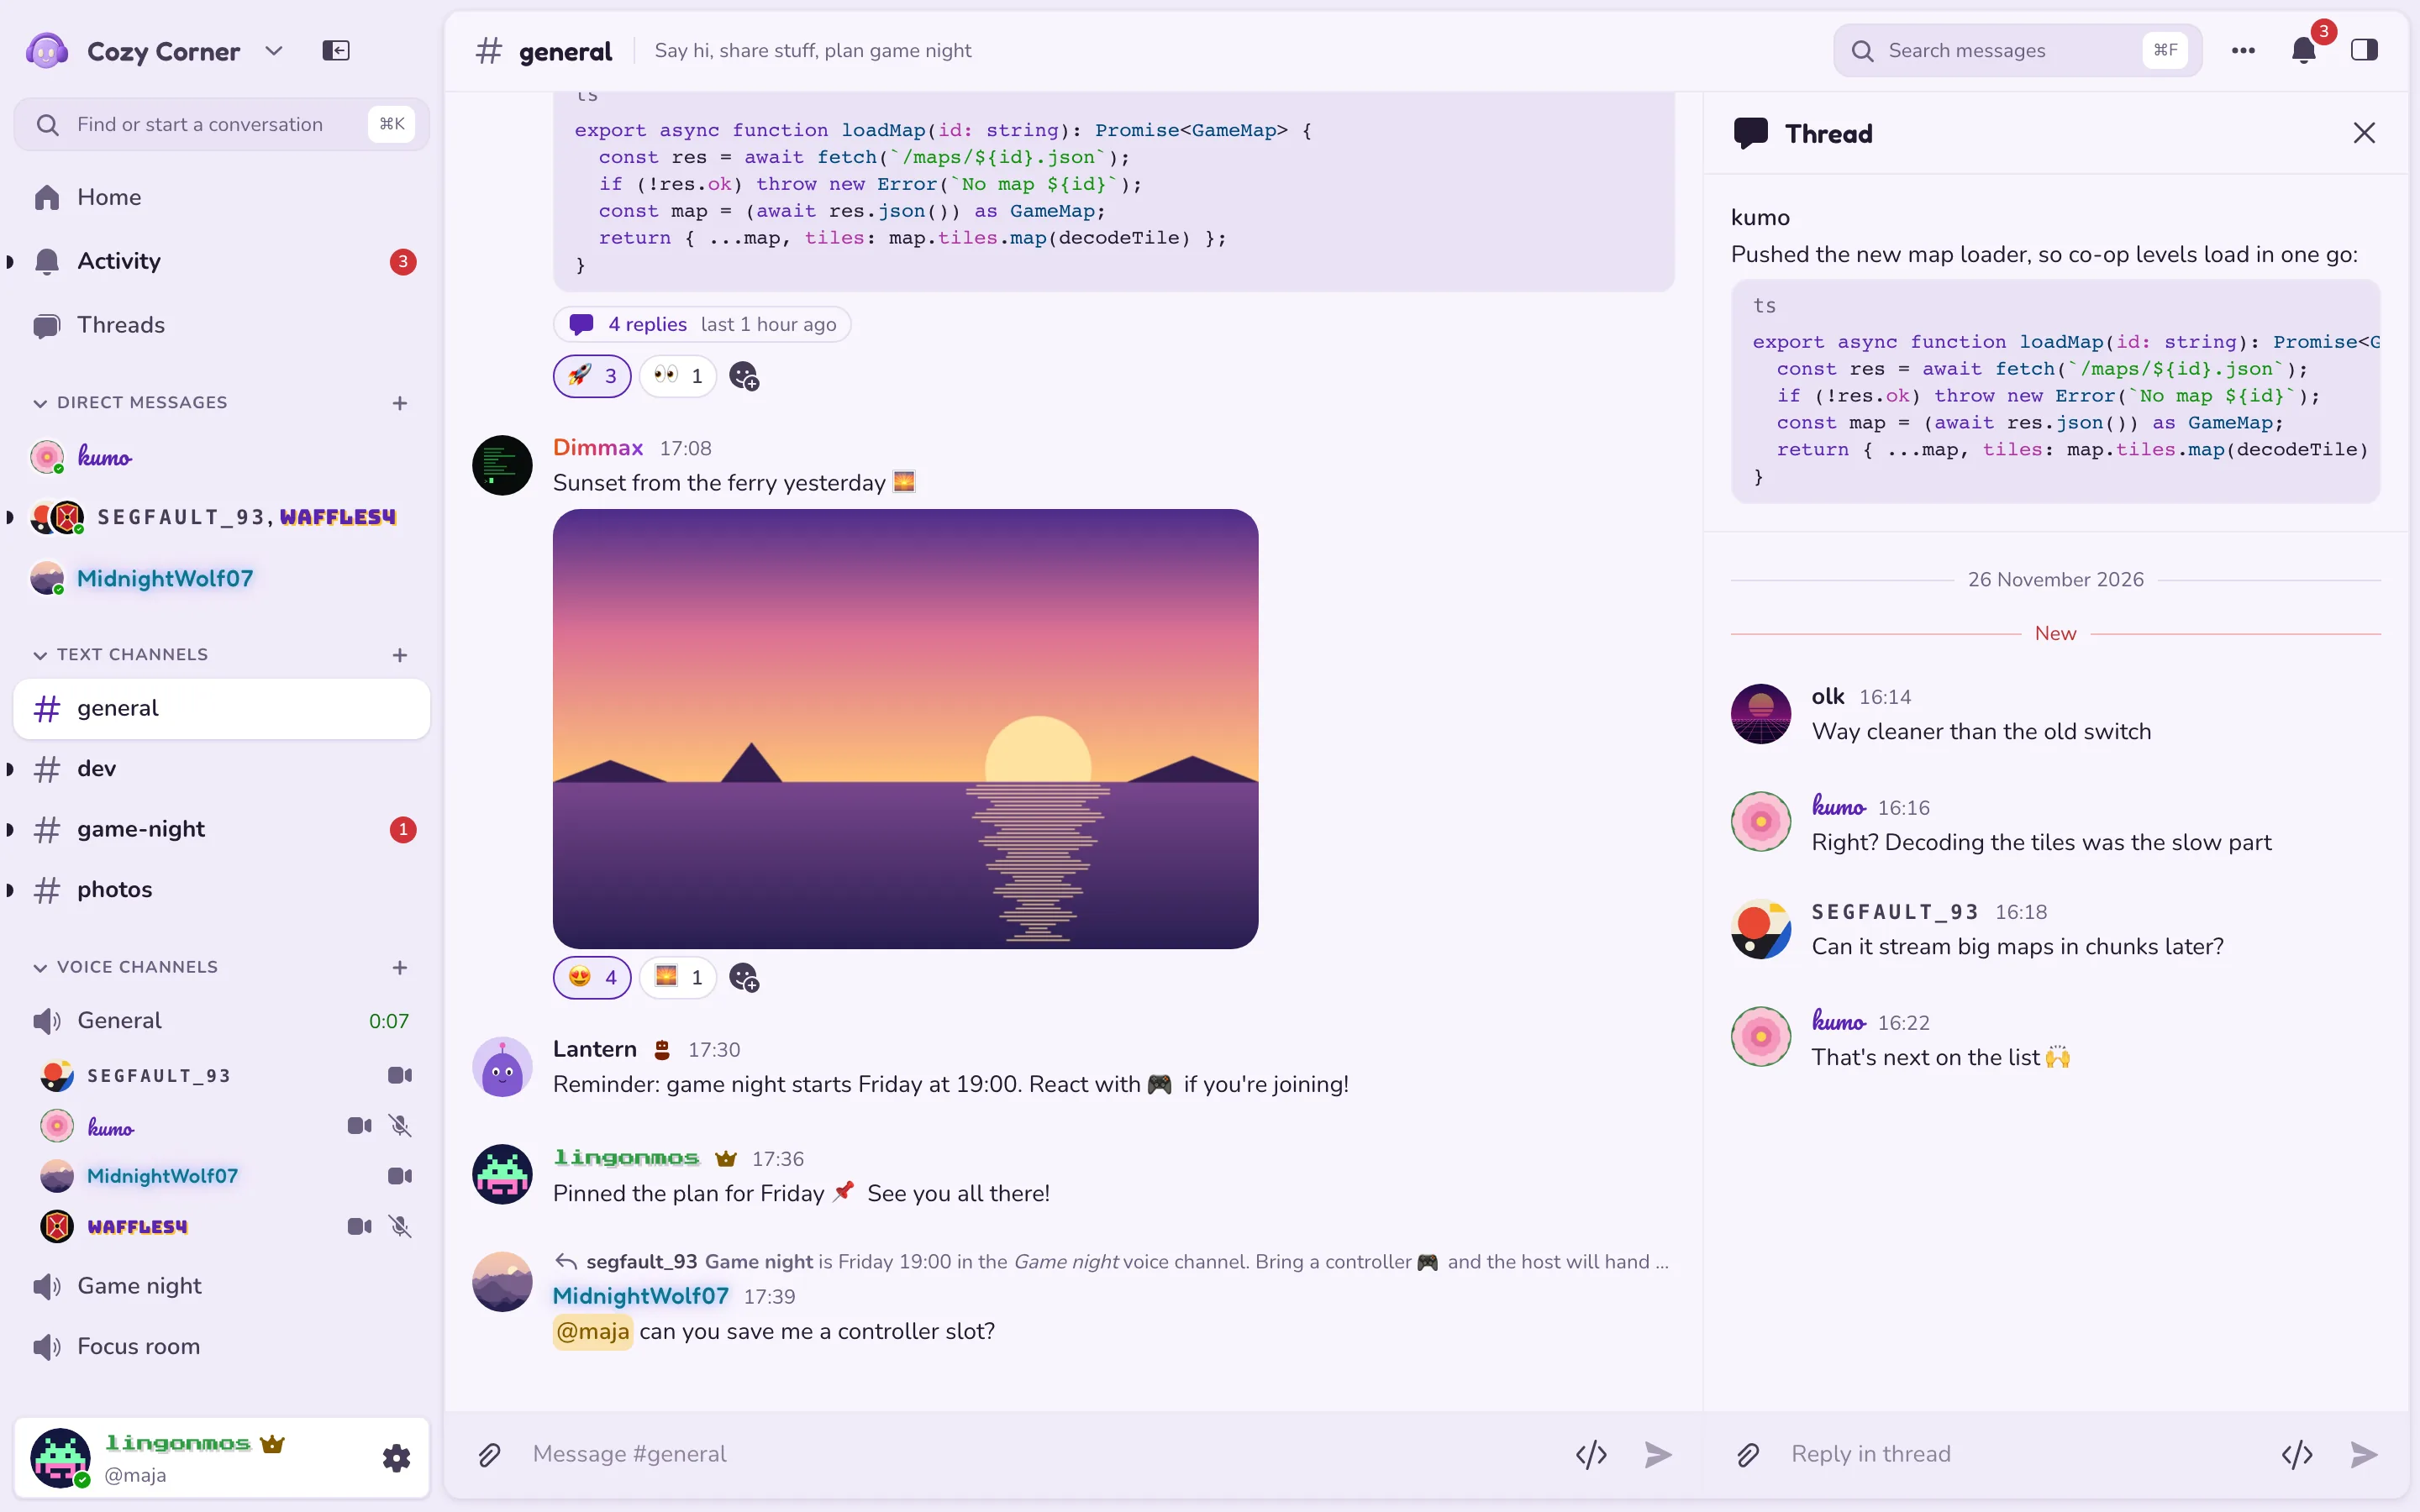 Cozy Corner
Find or start a conversation
⌘K
Home
Activity
3
Threads
DIRECT MESSAGES
kumo
SEGFAULT_93, WAFFLES4
MidnightWolf07
TEXT CHANNELS
general
dev
game-night
1
photos
VOICE CHANNELS
General
0:07
SEGFAULT_93
kumo
MidnightWolf07
WAFFLES4
Game night
Focus room
lingonmos
@maja
# general
Say hi, share stuff, plan game night
Search messages
⌘F
3
ts
export async function loadMap(id: string): Promise<GameMap> {
  const res = await fetch(`/maps/${id}.json`);
  if (!res.ok) throw new Error(`No map ${id}`);
  const map = (await res.json()) as GameMap;
  return { ...map, tiles: map.tiles.map(decodeTile) };
}
4 replies last 1 hour ago
🚀 3 👀 1
Dimmax 17:08
Sunset from the ferry yesterday 🌅
😍 4 🌅 1
Lantern 17:30
Reminder: game night starts Friday at 19:00. React with 🎮 if you're joining!
lingonmos 17:36
Pinned the plan for Friday 📌 See you all there!
segfault_93 Game night is Friday 19:00 in the Game night voice channel. Bring a controller 🎮 and the host will hand ...
MidnightWolf07 17:39
@maja can you save me a controller slot?
Message #general
Thread
kumo
Pushed the new map loader, so co-op levels load in one go:
ts
export async function loadMap(id: string): Promise<G
  const res = await fetch(`/maps/${id}.json`);
  if (!res.ok) throw new Error(`No map ${id}`);
  const map = (await res.json()) as GameMap;
  return { ...map, tiles: map.tiles.map(decodeTile)
}
26 November 2026
New
olk 16:14
Way cleaner than the old switch
kumo 16:16
Right? Decoding the tiles was the slow part
SEGFAULT_93 16:18
Can it stream big maps in chunks later?
kumo 16:22
That's next on the list 🙌
Reply in thread